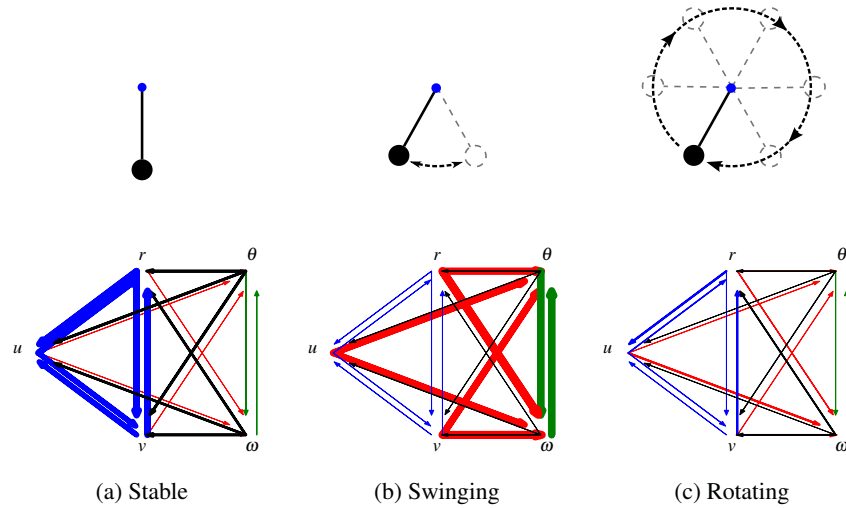 r θ r θ r θ
u u u
v ω v ω v ω
(a) Stable (b) Swinging (c) Rotating